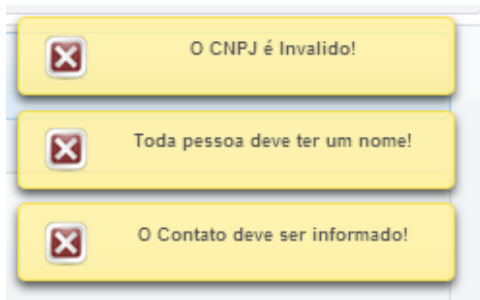 O CNPJ é Invalido!
Toda pessoa deve ter um nome!
O Contato deve ser informado!